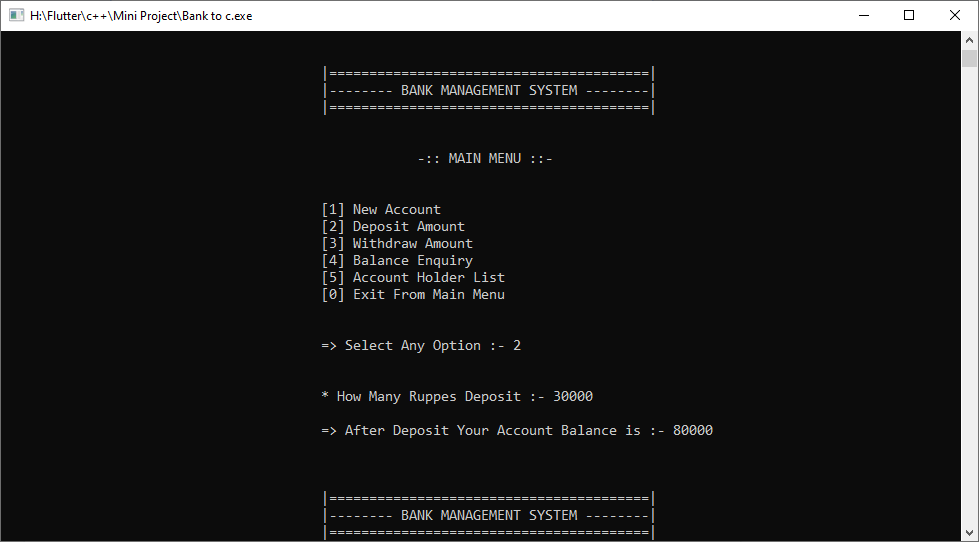 H:\Flutter\c++\Mini Project\Bank to c.exe
|========================================|
|-------- BANK MANAGEMENT SYSTEM --------|
|========================================|
-:: MAIN MENU ::-
[1] New Account
[2] Deposit Amount
[3] Withdraw Amount
[4] Balance Enquiry
[5] Account Holder List
[0] Exit From Main Menu
=> Select Any Option :- 2
* How Many Ruppes Deposit :- 30000
=> After Deposit Your Account Balance is :- 80000
|========================================|
|-------- BANK MANAGEMENT SYSTEM --------|
|========================================|